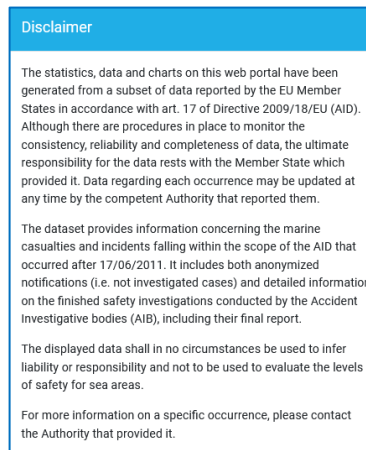 Disclaimer
The statistics, data and charts on this web portal have been
generated from a subset of data reported by the EU Member
States in accordance with art. 17 of Directive 2009/18/EU (AID).
Although there are procedures in place to monitor the
consistency, reliability and completeness of data, the ultimate
responsibility for the data rests with the Member State which
provided it. Data regarding each occurrence may be updated at
any time by the competent Authority that reported them.
The dataset provides information concerning the marine
casualties and incidents falling within the scope of the AID that
occurred after 17/06/2011. It includes both anonymized
notifications (i.e. not investigated cases) and detailed information
on the finished safety investigations conducted by the Accident
Investigative bodies (AIB), including their final report.
The displayed data shall in no circumstances be used to infer
liability or responsibility and not to be used to evaluate the levels
of safety for sea areas.
For more information on a specific occurrence, please contact
the Authority that provided it.